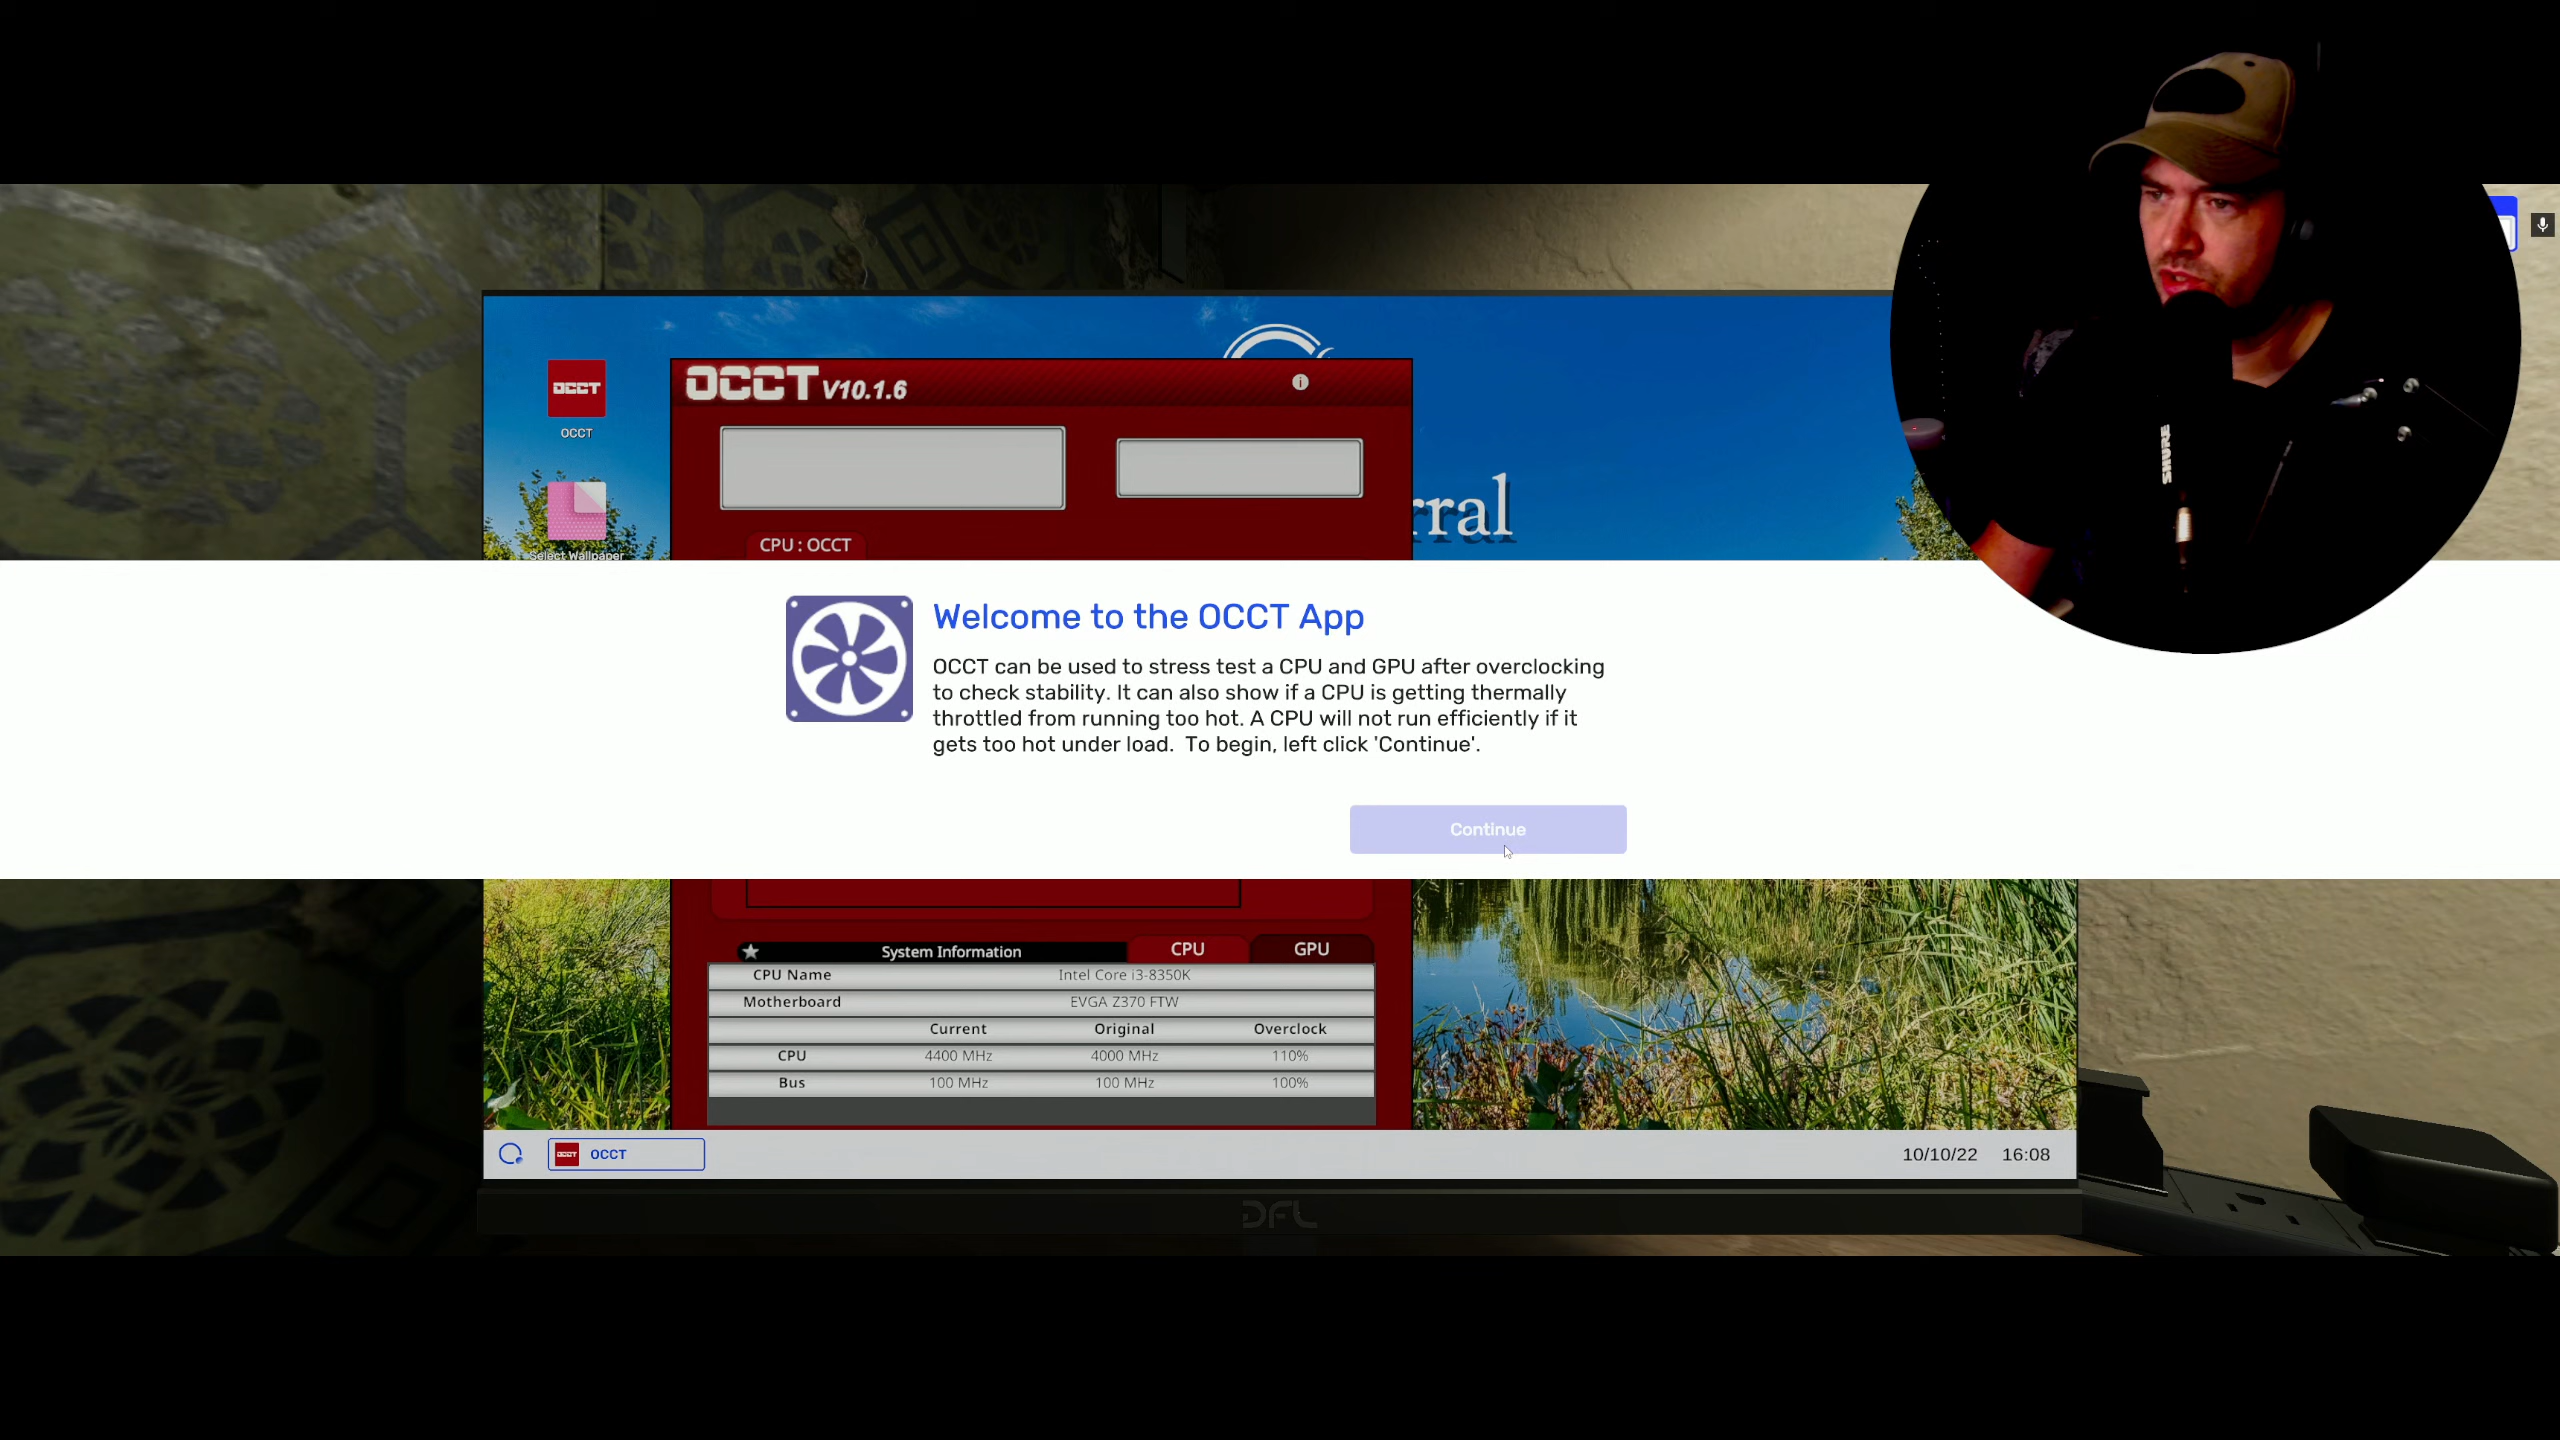 OCCT V10.1.6
OCCT
rral
Select Wallpaper
CPU : OCCT
SHURE
Welcome to the OCCT App
OCCT can be used to stress test a CPU and GPU after overclocking
to check stability. It can also show if a CPU is getting thermally
throttled from running too hot. A CPU will not run efficiently if it
gets too hot under load. To begin, left click 'Continue'.
Continue
System Information CPU GPU
CPU Name Intel Core i3-8350K
Motherboard EVGA Z370 FTW
Current Original Overclock
CPU 4400 MHz 4000 MHz 110%
Bus 100 MHz 100 MHz 100%
OCCT 10/10/22 16:08
DFL